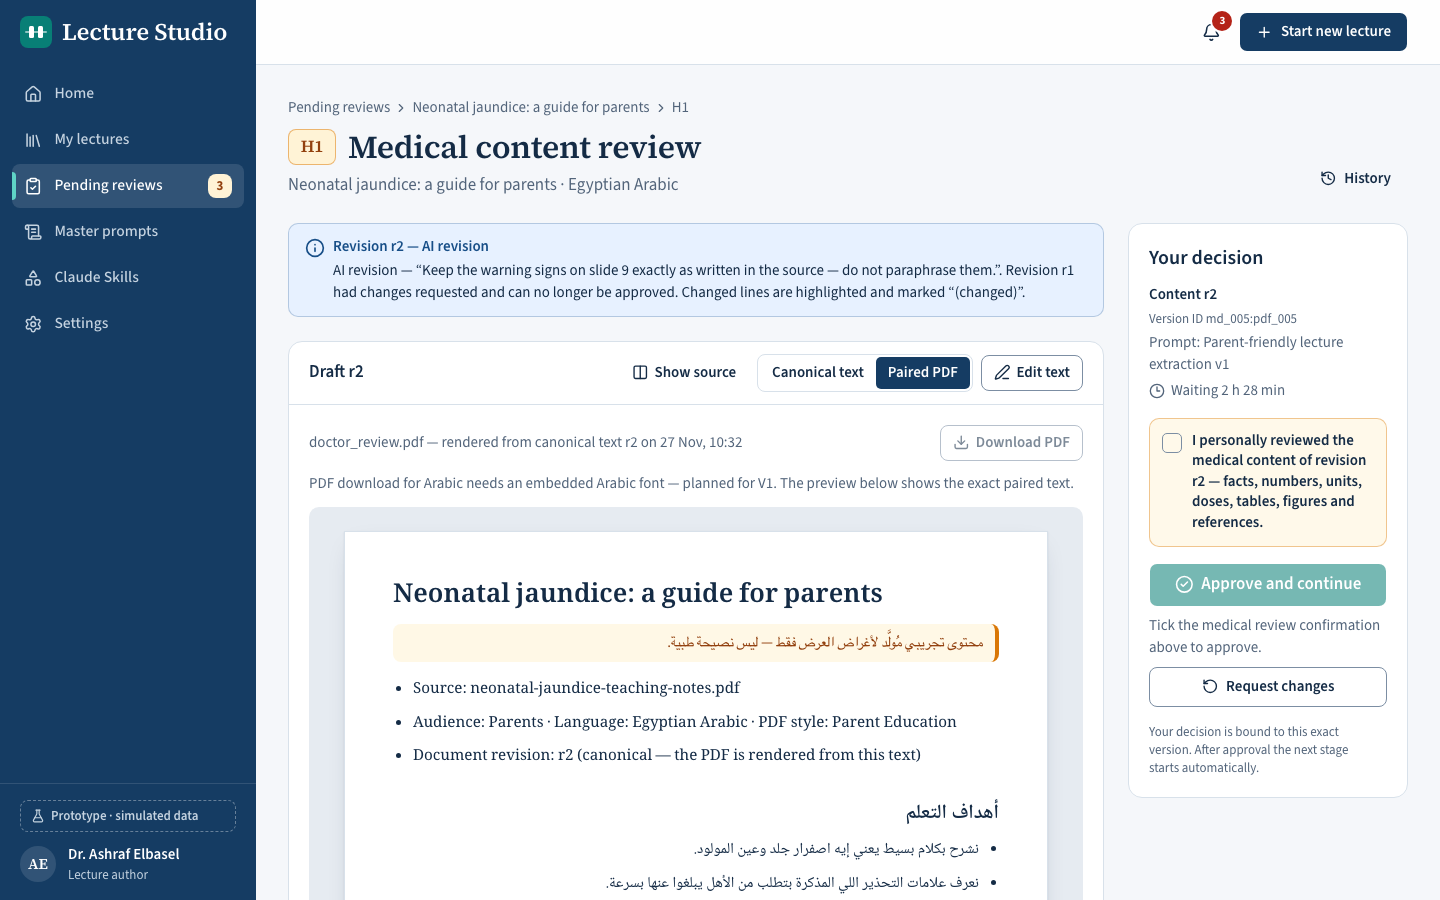 Lecture Studio
Home
My lectures
Pending reviews 3
Master prompts
Claude Skills
Settings
Prototype · simulated data
AE
Dr. Ashraf Elbasel
Lecture author
3
Start new lecture
Pending reviews > Neonatal jaundice: a guide for parents > H1
H1 Medical content review
Neonatal jaundice: a guide for parents · Egyptian Arabic
History
Revision r2 — AI revision
AI revision — “Keep the warning signs on slide 9 exactly as written in the source — do not paraphrase them.”. Revision r1
had changes requested and can no longer be approved. Changed lines are highlighted and marked “(changed)”.
Draft r2
Show source
Canonical text
Paired PDF
Edit text
doctor_review.pdf — rendered from canonical text r2 on 27 Nov, 10:32
Download PDF
PDF download for Arabic needs an embedded Arabic font — planned for V1. The preview below shows the exact paired text.
Neonatal jaundice: a guide for parents
محتوى تجريبي مُولَّد لأغراض العرض فقط — ليس نصيحة طبية.
• Source: neonatal-jaundice-teaching-notes.pdf
• Audience: Parents · Language: Egyptian Arabic · PDF style: Parent Education
• Document revision: r2 (canonical — the PDF is rendered from this text)
أهداف التعلم
• نشرح بكلام بسيط يعني إيه اصفرار جلد وعين المولود.
• نعرف علامات التحذير اللي المذكرة بتطلب من الأهل يبلغوا عنها بسرعة.
Your decision
Content r2
Version ID md_005:pdf_005
Prompt: Parent-friendly lecture
extraction v1
Waiting 2 h 28 min
I personally reviewed the
medical content of revision
r2 — facts, numbers, units,
doses, tables, figures and
references.
Approve and continue
Tick the medical review confirmation
above to approve.
Request changes
Your decision is bound to this exact
version. After approval the next stage
starts automatically.